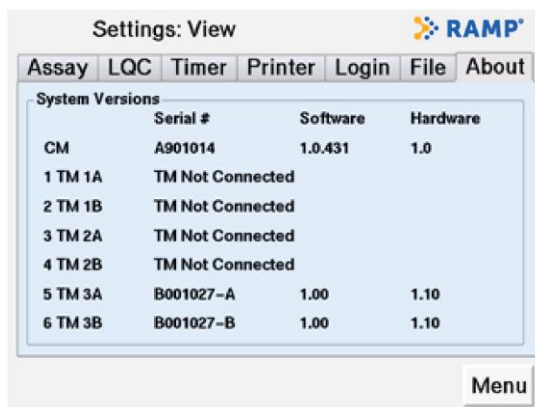 Settings: View
RAMP®
Assay LQC Timer Printer Login File About
System Versions
Serial # Software Hardware
CM A901014 1.0.431 1.0
1 TM 1A TM Not Connected
2 TM 1B TM Not Connected
3 TM 2A TM Not Connected
4 TM 2B TM Not Connected
5 TM 3A B001027-A 1.00 1.10
6 TM 3B B001027-B 1.00 1.10
Menu